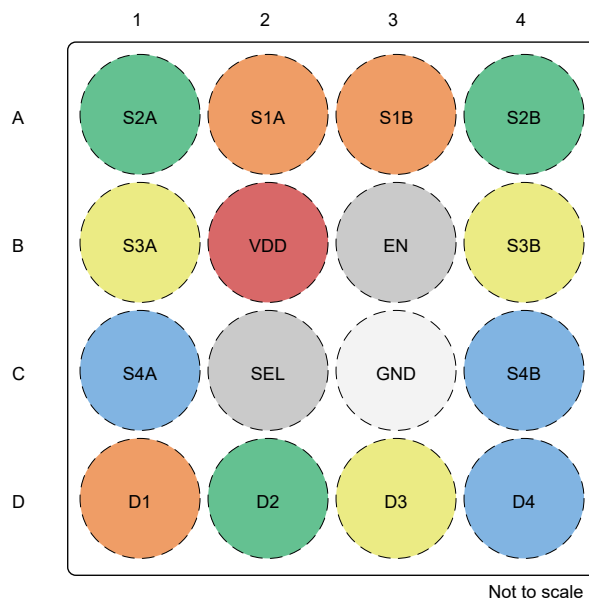 1 2 3 4
A S2A S1A S1B S2B
B S3A VDD EN S3B
C S4A SEL GND S4B
D D1 D2 D3 D4
Not to scale